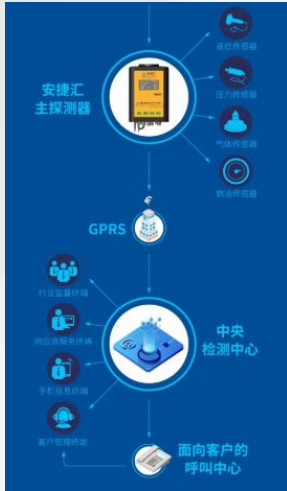 液位传感器
安捷汇
主探测器
压力传感器
气体传感器
燃油传感器
GPRS
行业监督终端
供应商服务终端
中央
检测中心
手机信息终端
客户管理终端
面向客户的
呼叫中心